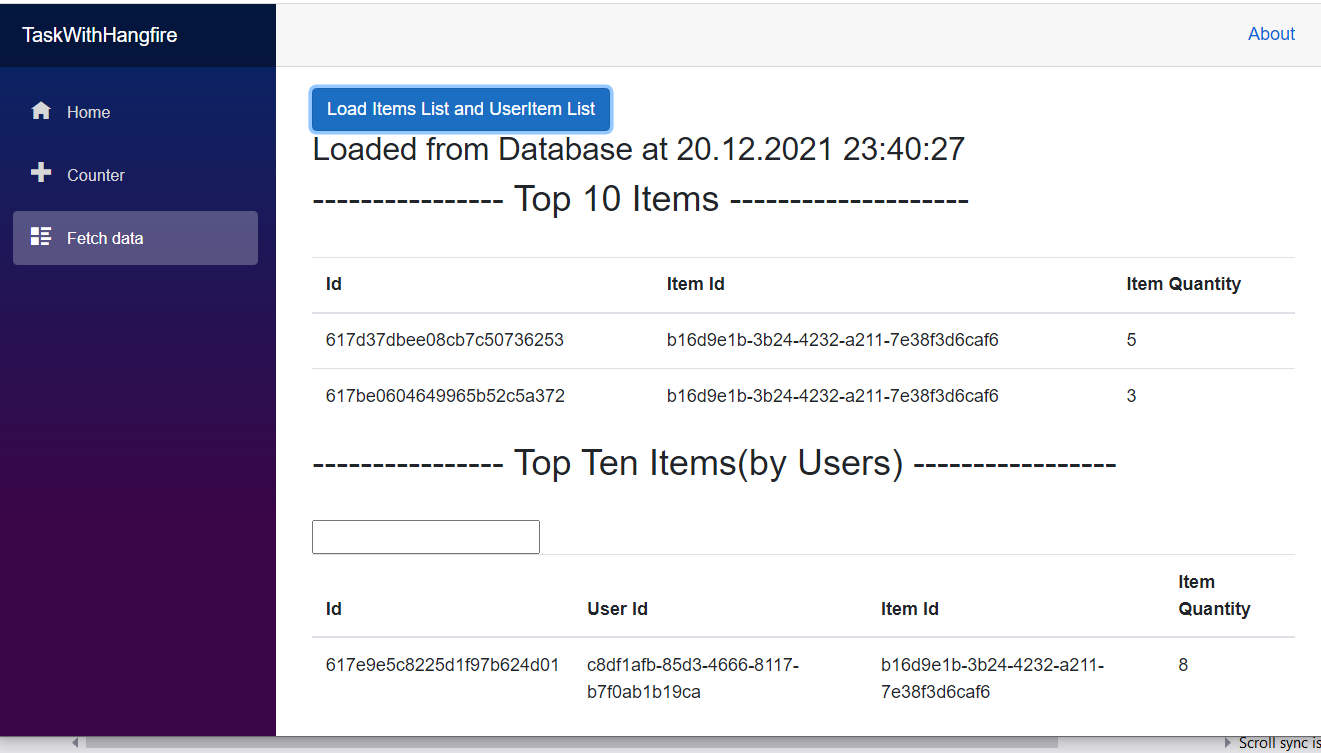 TaskWithHangfire
About
Home
Counter
Fetch data
Load Items List and UserItem List
Loaded from Database at 20.12.2021 23:40:27
---------------- Top 10 Items --------------------
Id Item Id Item Quantity
617d37dbee08cb7c50736253 b16d9e1b-3b24-4232-a211-7e38f3d6caf6 5
617be0604649965b52c5a372 b16d9e1b-3b24-4232-a211-7e38f3d6caf6 3
---------------- Top Ten Items(by Users) -----------------
Id User Id Item Id Item
Quantity
617e9e5c8225d1f97b624d01 c8df1afb-85d3-4666-8117- b16d9e1b-3b24-4232-a211- 8
b7f0ab1b19ca 7e38f3d6caf6
Scroll sync is